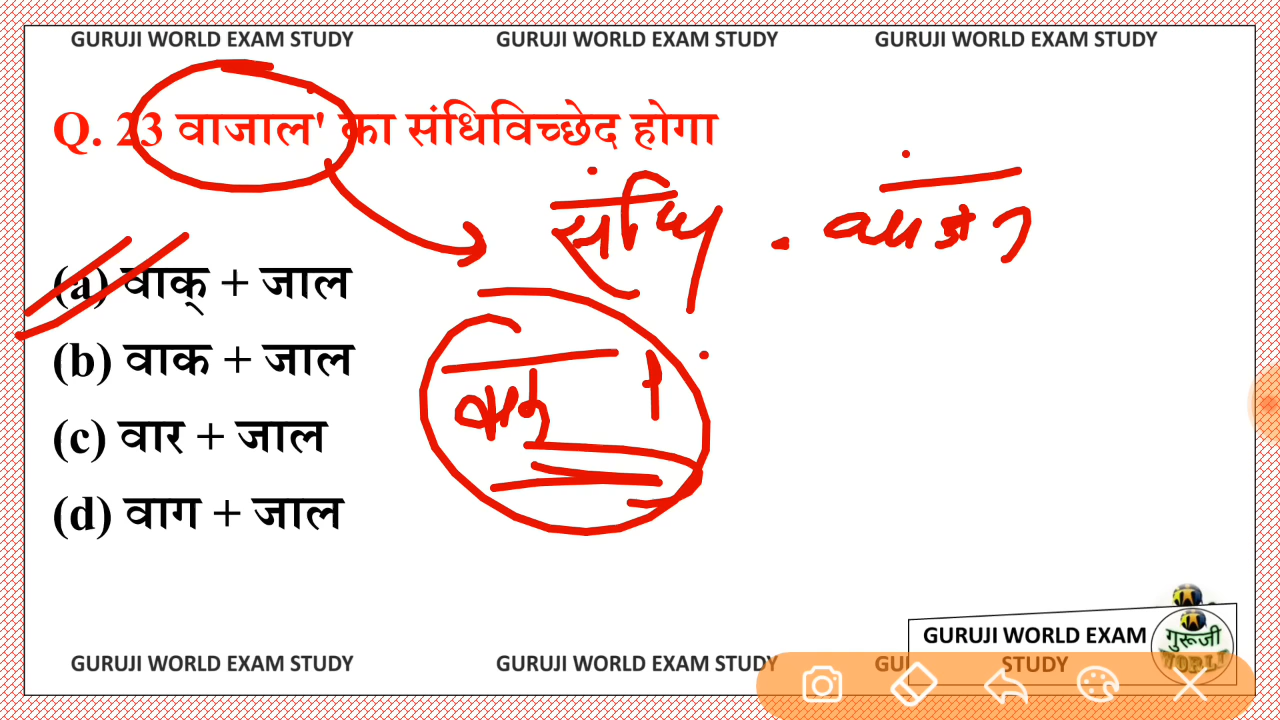 GURUJI WORLD EXAM STUDY GURUJI WORLD EXAM STUDY GURUJI WORLD EXAM STUDY
Q. 23 वाजाल' का संधिविच्छेद होगा
संधि
(a) वाक् + जाल
(b) वाक + जाल
वाक्
(c) वार + जाल
(d) वाग + जाल
GURUJI WORLD EXAM STUDY
गुरूजी
WORLD
GURUJI WORLD EXAM STUDY GURUJI WORLD EXAM STUDY